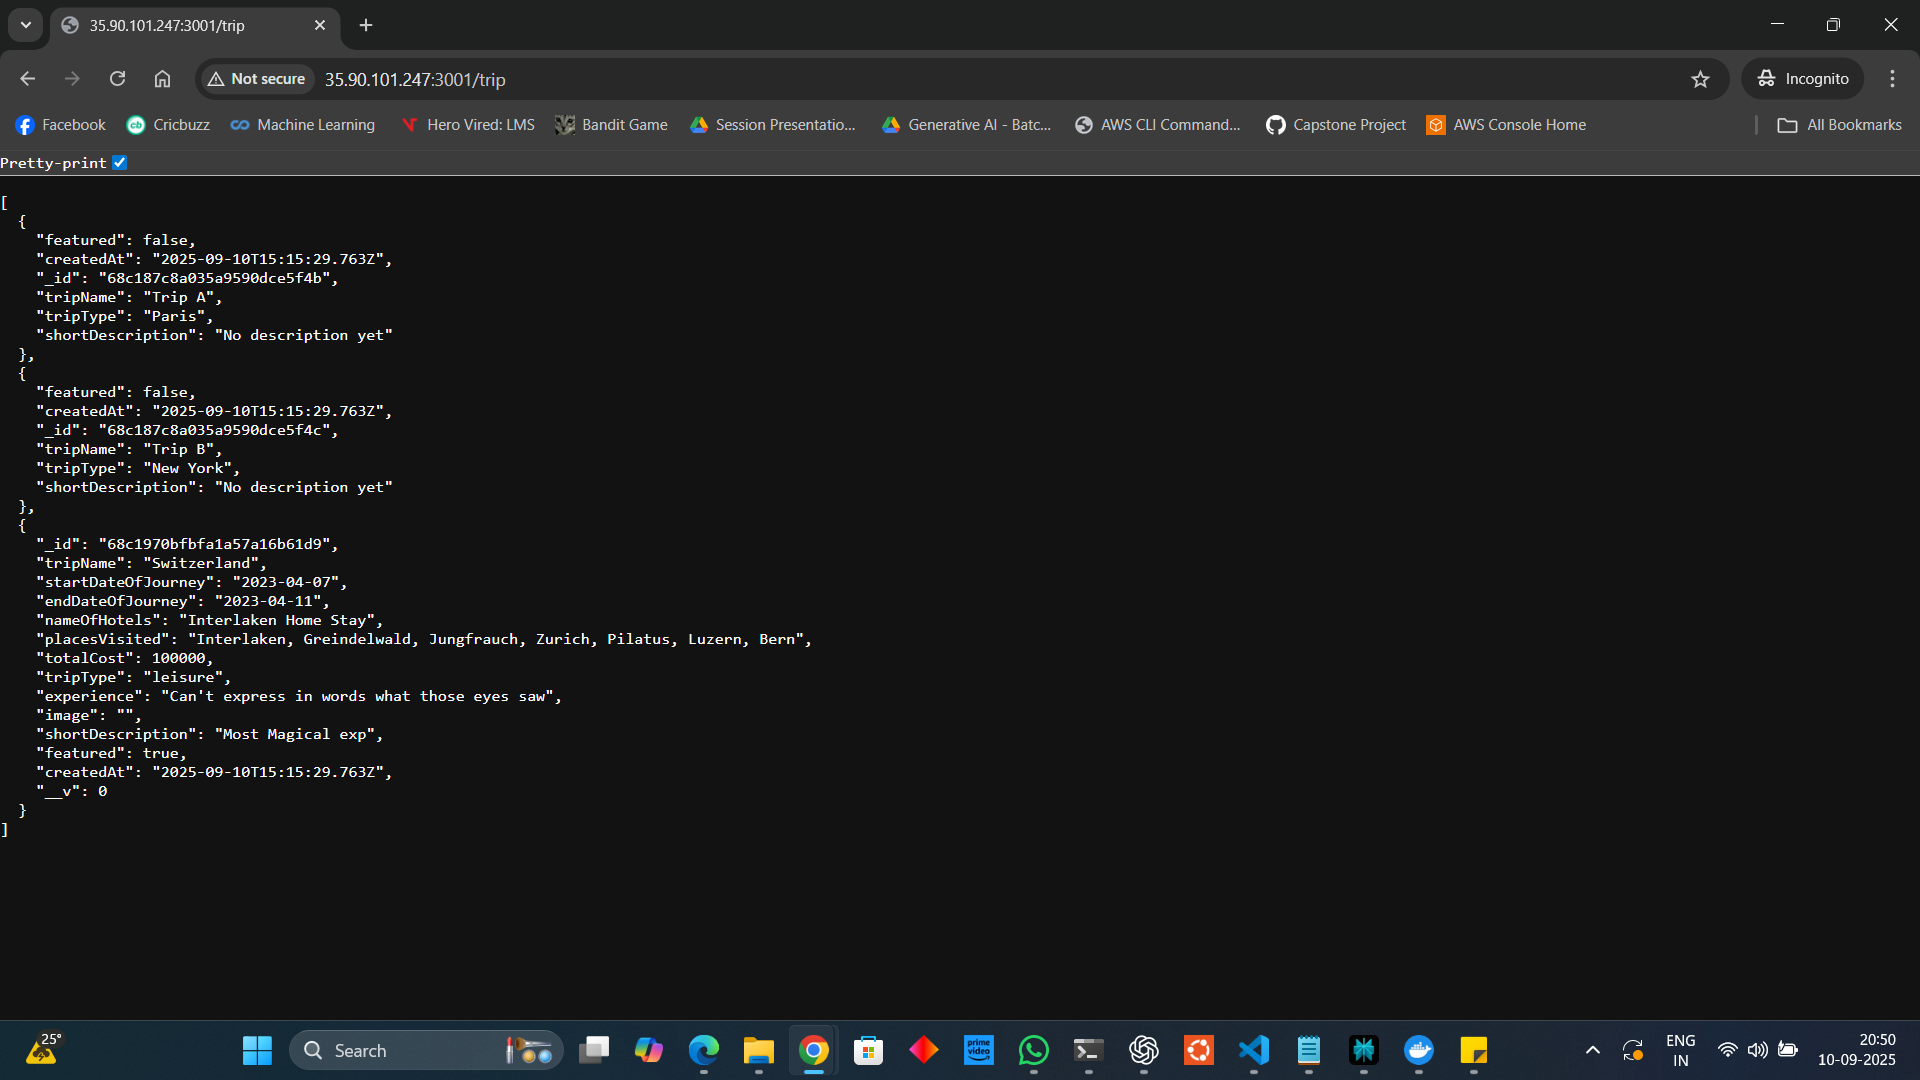 35.90.101.247:3001/trip
Not secure
35.90.101.247:3001/trip
Incognito
Facebook
Cricbuzz
Machine Learning
Hero Vired: LMS
Bandit Game
Session Presentatio...
Generative AI - Batc...
AWS CLI Command...
Capstone Project
AWS Console Home
All Bookmarks
Pretty-print
[
{
"featured": false,
"createdAt": "2025-09-10T15:15:29.763Z",
"_id": "68c187c8a035a9590dce5f4b",
"tripName": "Trip A",
"tripType": "Paris",
"shortDescription": "No description yet"
},
{
"featured": false,
"createdAt": "2025-09-10T15:15:29.763Z",
"_id": "68c187c8a035a9590dce5f4c",
"tripName": "Trip B",
"tripType": "New York",
"shortDescription": "No description yet"
},
{
"_id": "68c1970bfbfa1a57a16b61d9",
"tripName": "Switzerland",
"startDateOfJourney": "2023-04-07",
"endDateOfJourney": "2023-04-11",
"nameOfHotels": "Interlaken Home Stay",
"placesVisited": "Interlaken, Greindelwald, Jungfrauch, Zurich, Pilatus, Luzern, Bern",
"totalCost": 100000,
"tripType": "leisure",
"experience": "Can't express in words what those eyes saw",
"image": "",
"shortDescription": "Most Magical exp",
"featured": true,
"createdAt": "2025-09-10T15:15:29.763Z",
"__v": 0
}
]
25°
Search
prime video
ENG
IN
20:50
10-09-2025